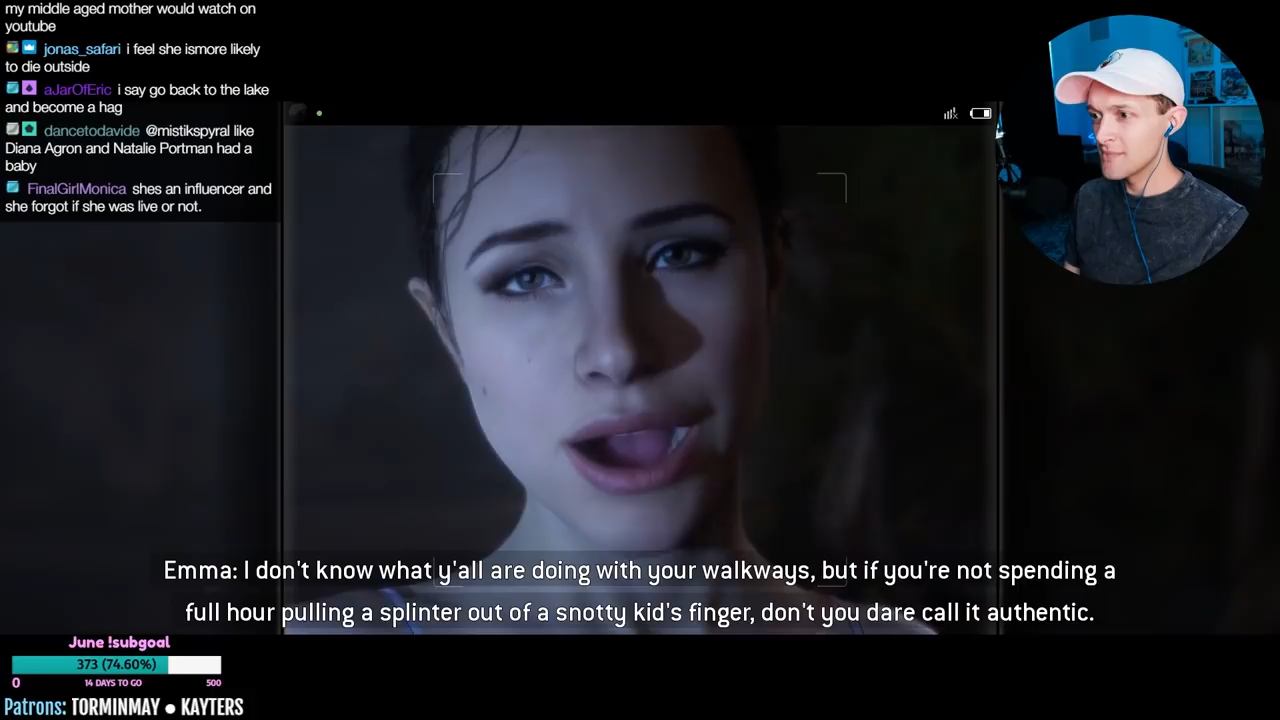 my middle aged mother would watch on
youtube
jonas_safari i feel she ismore likely
to die outside
aJarOfEric i say go back to the lake
and become a hag
dancetodavide @mistikspyral like
Diana Agron and Natalie Portman had a
baby
FinalGirlMonica shes an influencer and
she forgot if she was live or not.
Emma: I don't know what y'all are doing with your walkways, but if you're not spending a
full hour pulling a splinter out of a snotty kid's finger, don't you dare call it authentic.
June !subgoal
373 (74.60%)
0 14 DAYS TO GO 500
Patrons: TORMINMAY ● KAYTERS